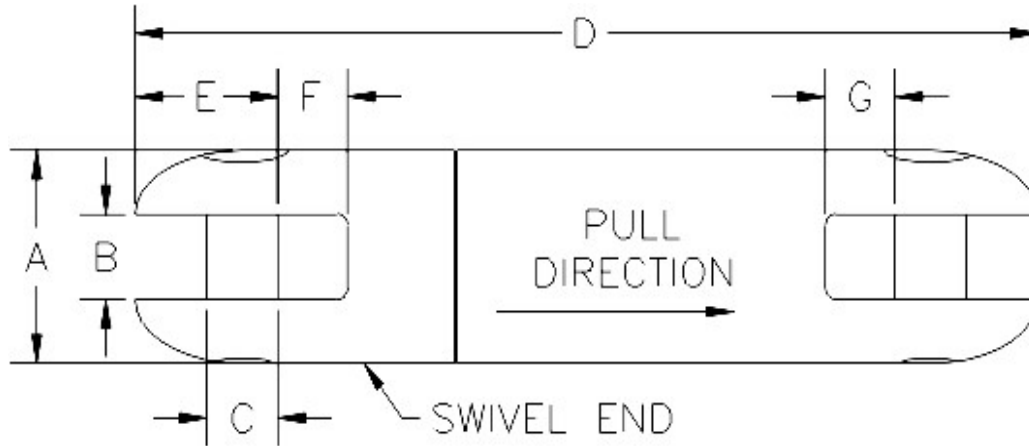 D
E F G
A B
PULL
DIRECTION
C
SWIVEL END